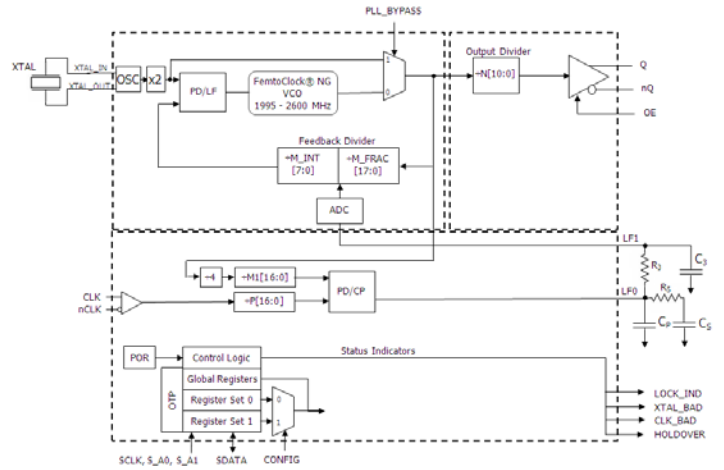 PLL_BYPASS
XTAL
XTAL_IN
XTAL_OUT
OSC
x2
PD/LF
FemtoClock® NG
VCO
1995 - 2600 MHz
1
0
Output Divider
÷N[10:0]
Q
nQ
OE
Feedback Divider
÷M_INT
[7:0]
÷M_FRAC
[17:0]
ADC
LF1
÷4
÷M1[16:0]
PD/CP
÷P[16:0]
CLK
nCLK
LF0
R3
C3
RS
CP
CS
POR
Control Logic
Status Indicators
Global Registers
OTP
Register Set 0
Register Set 1
0
1
LOCK_IND
XTAL_BAD
CLK_BAD
HOLDOVER
SCLK, S_A0, S_A1
SDATA
CONFIG